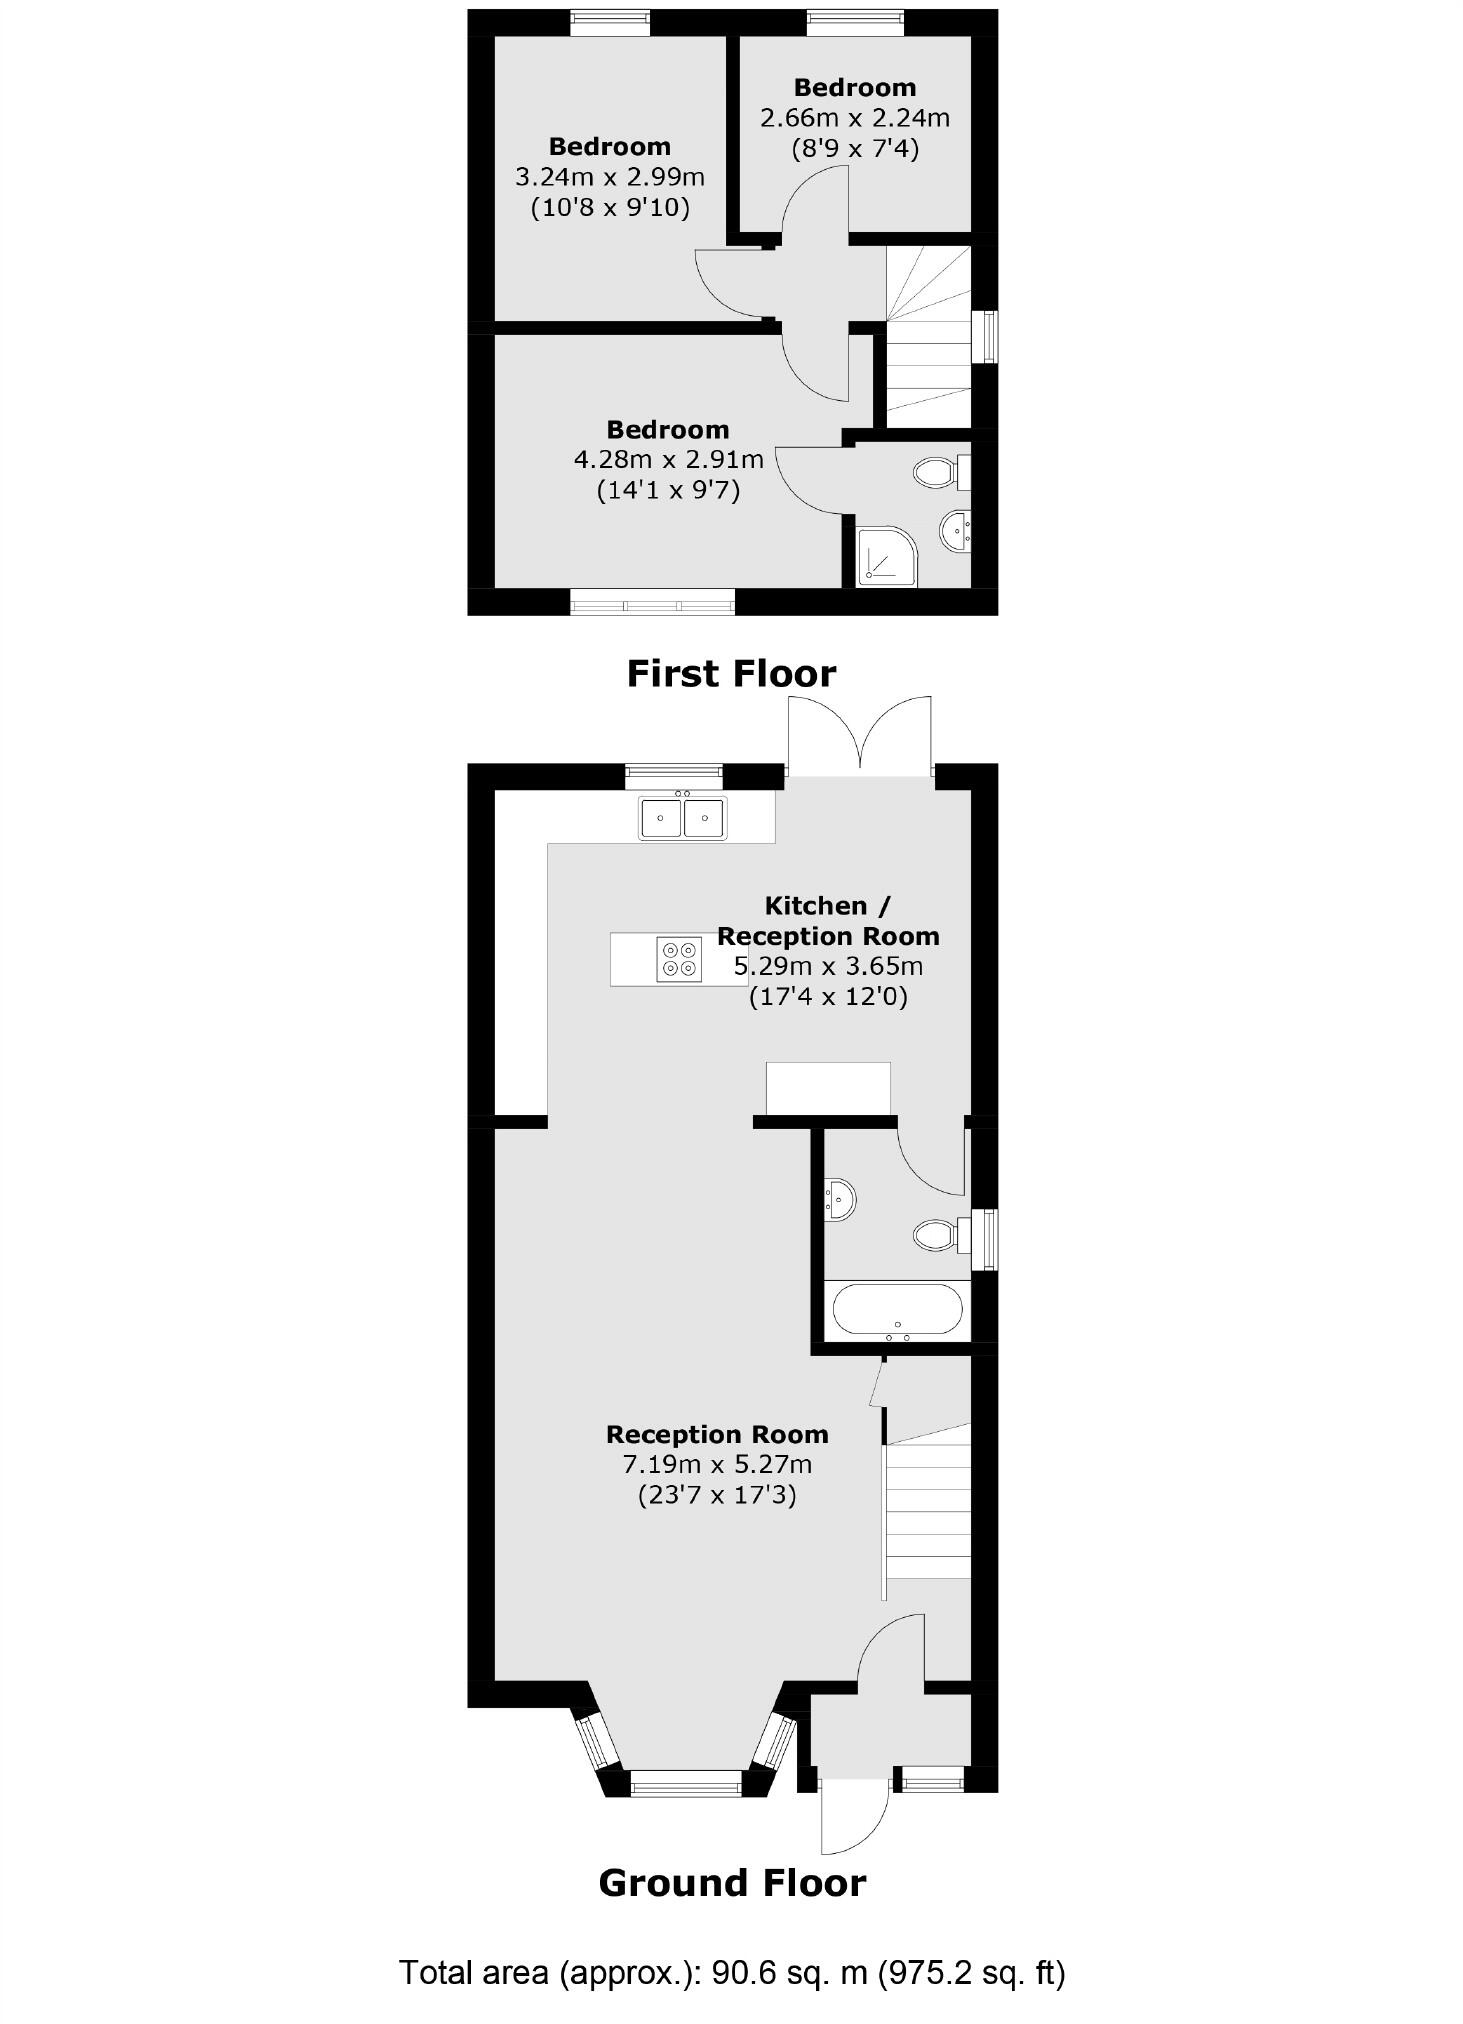 Bedroom
2.66m x 2.24m
(8'9 x 7'4)
Bedroom
3.24m x 2.99m
(10'8 x 9'10)
Bedroom
4.28m x 2.91m
(14'1 x 9'7)
First Floor
Kitchen /
Reception Room
5.29m x 3.65m
(17'4 x 12'0)
Reception Room
7.19m x 5.27m
(23'7 x 17'3)
Ground Floor
Total area (approx.): 90.6 sq. m (975.2 sq. ft)